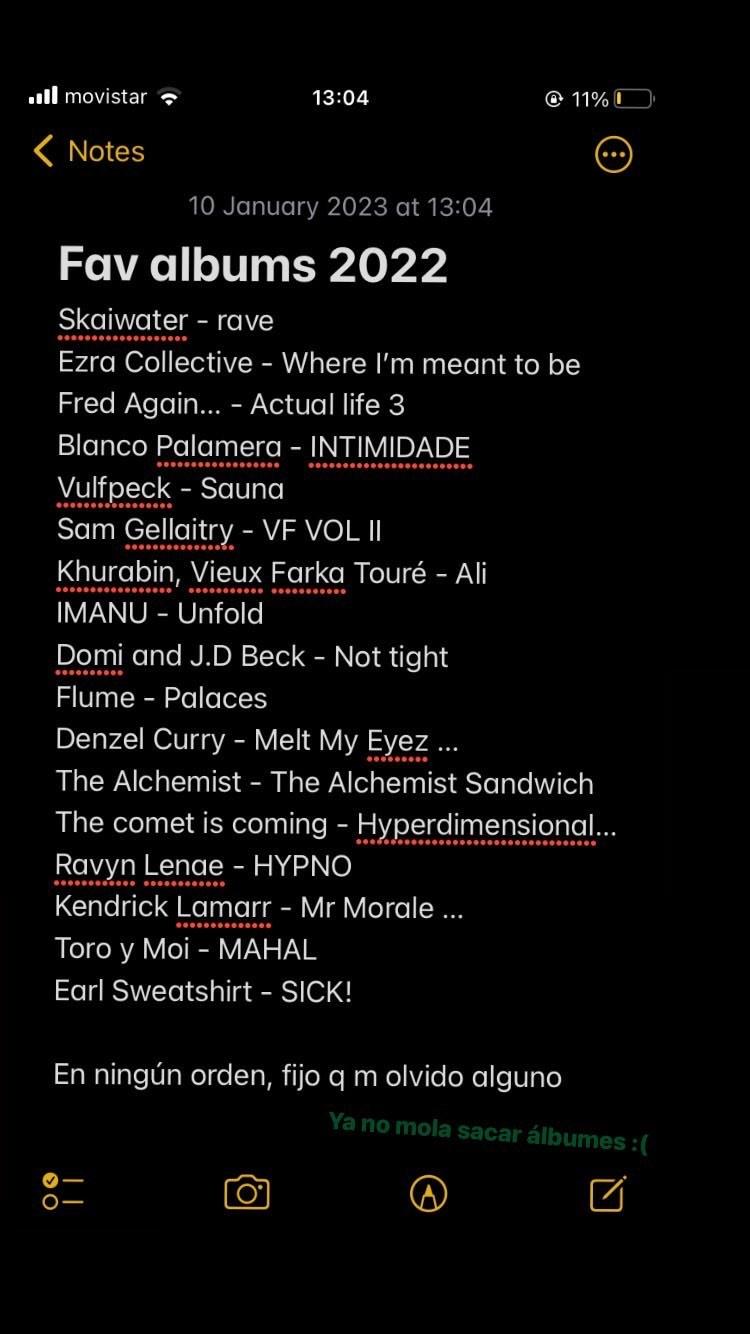 movistar 13:04 11%
Notes
10 January 2023 at 13:04
Fav albums 2022
Skaiwater - rave
Ezra Collective - Where I’m meant to be
Fred Again... - Actual life 3
Blanco Palamera - INTIMIDADE
Vulfpeck - Sauna
Sam Gellaitry - VF VOL II
Khurabin, Vieux Farka Touré - Ali
IMANU - Unfold
Domi and J.D Beck - Not tight
Flume - Palaces
Denzel Curry - Melt My Eyez ...
The Alchemist - The Alchemist Sandwich
The comet is coming - Hyperdimensional...
Ravyn Lenae - HYPNO
Kendrick Lamarr - Mr Morale ...
Toro y Moi - MAHAL
Earl Sweatshirt - SICK!
En ningún orden, fijo q m olvido alguno
Ya no mola sacar álbumes :(